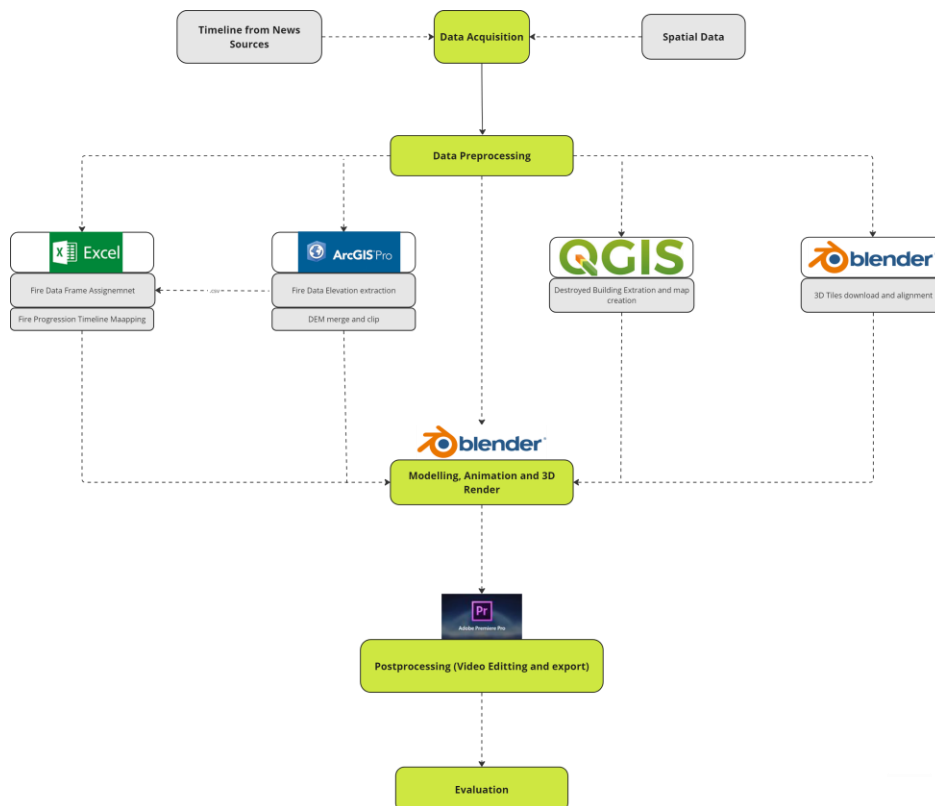 Timeline from News
Sources
Data Acquisition
Spatial Data
Data Preprocessing
Excel
ArcGIS Pro
QGIS
blender
Fire Data Frame Assignemnet
Fire Data Elevation extraction
Destroyed Building Extration and map
creation
3D Tiles download and alignment
Fire Progression Timeline Maapping
DEM merge and clip
blender
Modelling, Animation and 3D
Render
Pr
Adobe Premiere Pro
Postprocessing (Video Editting and export)
Evaluation